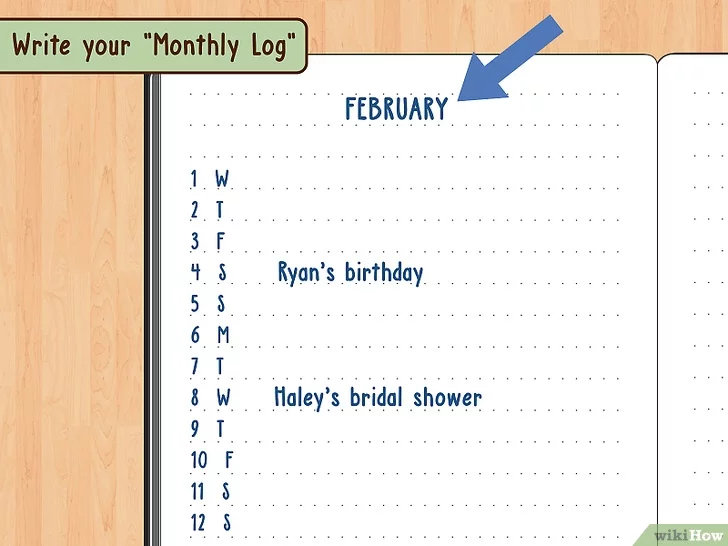 Write your "Monthly Log"
FEBRUARY
1 W
2 T
3 F
4 S Ryan's birthday
5 S
6 M
7 T
8 W Haley's bridal shower
9 T
10 F
11 S
12 S
wikiHow